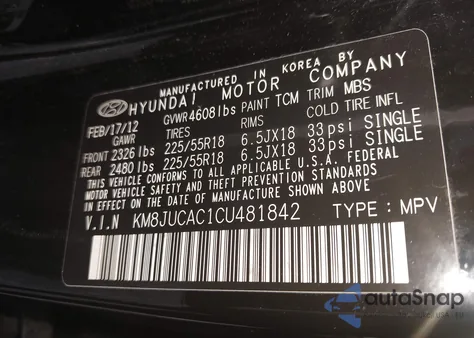 MANUFACTURED IN KOREA BY
HYUNDAI MOTOR COMPANY
FEB/17/12 GVWR 4608 lbs PAINT TCM TRIM MBS
GAWR TIRES RIMS COLD TIRE INFL
FRONT 2326 lbs 225/55R18 6.5JX18 33psi SINGLE
REAR 2480 lbs 225/55R18 6.5JX18 33psi SINGLE
THIS VEHICLE CONFORMS TO ALL APPLICABLE U.S.A. FEDERAL
MOTOR VEHICLE SAFETY AND THEFT PREVENTION STANDARDS
IN EFFECT ON THE DATE OF MANUFACTURE SHOWN ABOVE
V.I.N KM8JUCAC1CU481842 TYPE : MPV
autoSnap